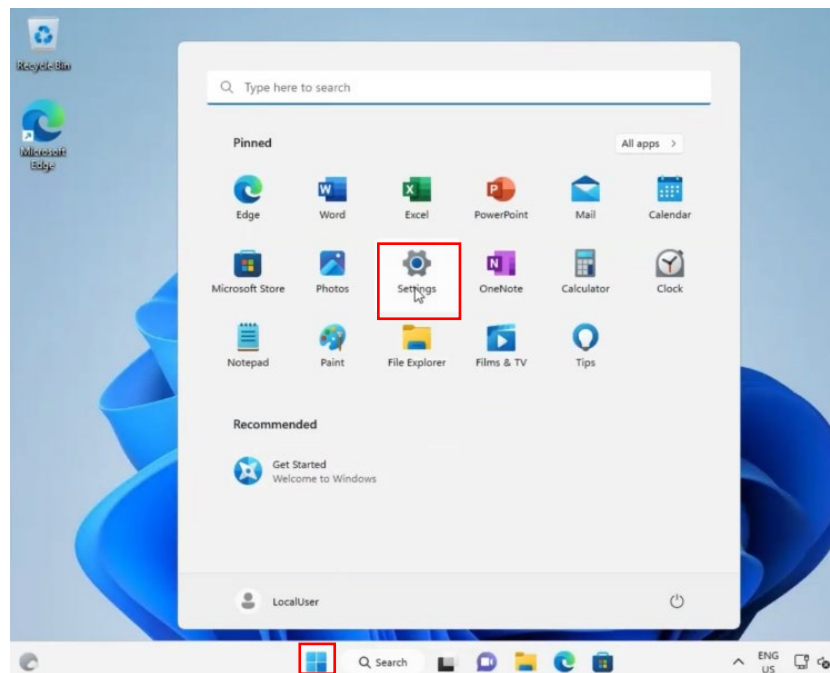 Recycle Bin
Microsoft
Edge
Type here to search
Pinned
All apps
Edge
Word
Excel
PowerPoint
Mail
Calendar
Microsoft Store
Photos
Settings
OneNote
Calculator
Clock
Notepad
Paint
File Explorer
Films & TV
Tips
Recommended
Get Started
Welcome to Windows
LocalUser
Search
ENG
US